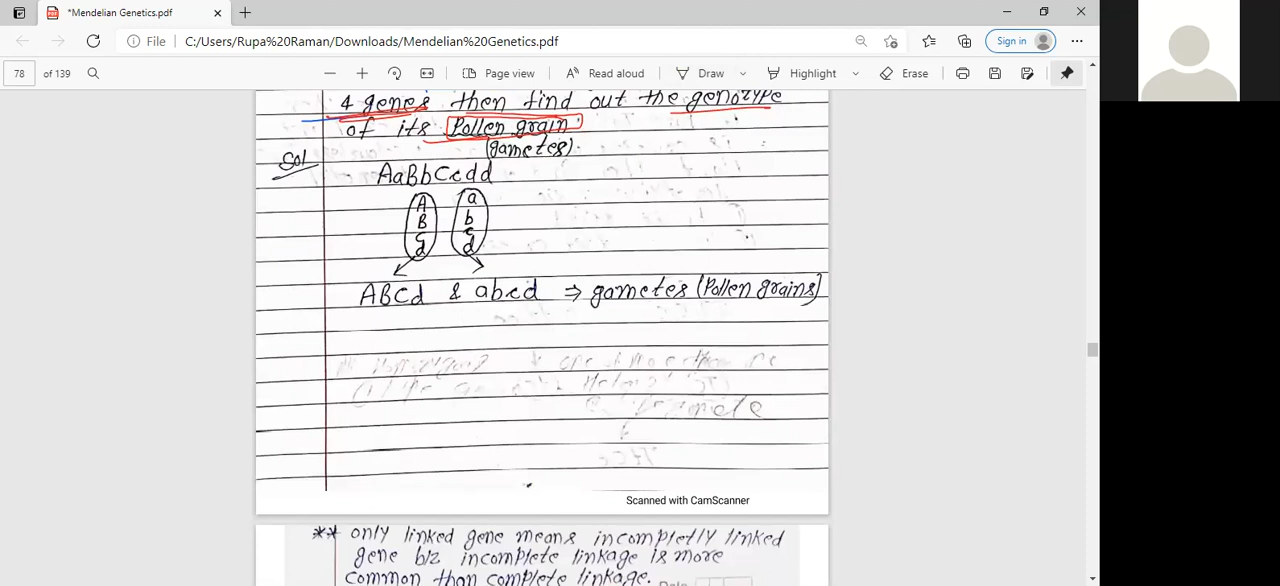 *Mendelian Genetics.pdf
File C:/Users/Rupa%20Raman/Downloads/Mendelian%20Genetics.pdf Sign in
78 of 139 Page view Read aloud Draw Highlight Erase
4 genes then find out the genotype
of its Pollen grain
(gametes).
Sol
AaBbCcdd
A a
B b
C c
d d
ABCd & abcd ⇒ gametes (Pollen grains)
Scanned with CamScanner
** only linked gene means incompletly linked
gene b/z incomplete linkage is more
common than complete linkage.